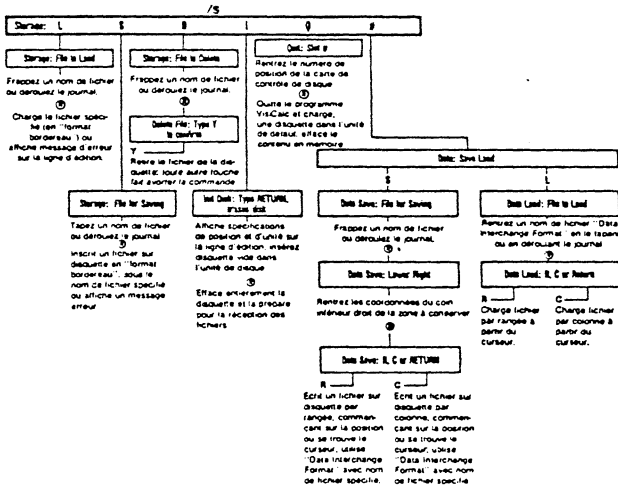 /S
Storage: L S D I Q #
Storage: File to Load
Frappez un nom de fichier
ou déroulez le journal.
®
Charge le fichier spéci-
fié (en "format
bordereau") ou
affiche message d'erreur
sur la ligne d'édition.
Storage: File for Saving
Tapez un nom de fichier
ou déroulez le journal
®
Inscrit un fichier sur
disquette en "format
bordereau", sous le
nom de fichier spécifié
ou affiche un message
erreur
Storage: File to Delete
Frappez un nom de fichier
ou déroulez le journal.
®
Delete File: Type Y
to confirm
Y
Retire le fichier de la dis-
quette; toute autre touche
fait avorter la commande
Init Disk: Type RETURN,
erases disk
Affiche spécifications
de position et d'unité sur
la ligne d'édition, insérez
disquette vide dans
l'unité de disque
®
Efface entièrement la
disquette et la prépare
pour la réception des
fichiers
Quit: Slot #
Rentrez le numéro de
position de la carte de
contrôle de disque
®
Quitte le programme
VisiCalc et charge,
une disquette dans l'unité
de défaut, efface le
contenu en mémoire
Data: Save Load
S
Data Save: File for Saving
Frappez un nom de fichier
ou déroulez le journal,
®
Data Save: Lower Right
Rentrez les coordonnées du coin
inférieur droit de la zone à conserver
®
Data Save: R, C or RETURN
R
Écrit un fichier sur
disquette par
rangée, commen-
çant sur la position
ou se trouve le
curseur, utilise
"Data Interchange
Format" avec nom
de fichier spécifié.
C
Écrit un fichier sur
disquette par
colonne, commen-
çant sur la position
ou se trouve le
curseur, utilise
"Data Interchange
Format" avec nom
de fichier spécifié
L
Data Load: File to Load
Rentrez un nom de fichier "Data
Interchange Format" en le tapant
ou en déroulant le journal
®
Data Load: R, C or Return
R
Charge fichier
par rangée à
partir du
curseur.
C
Charge fichier
par colonne à
partir du
curseur.